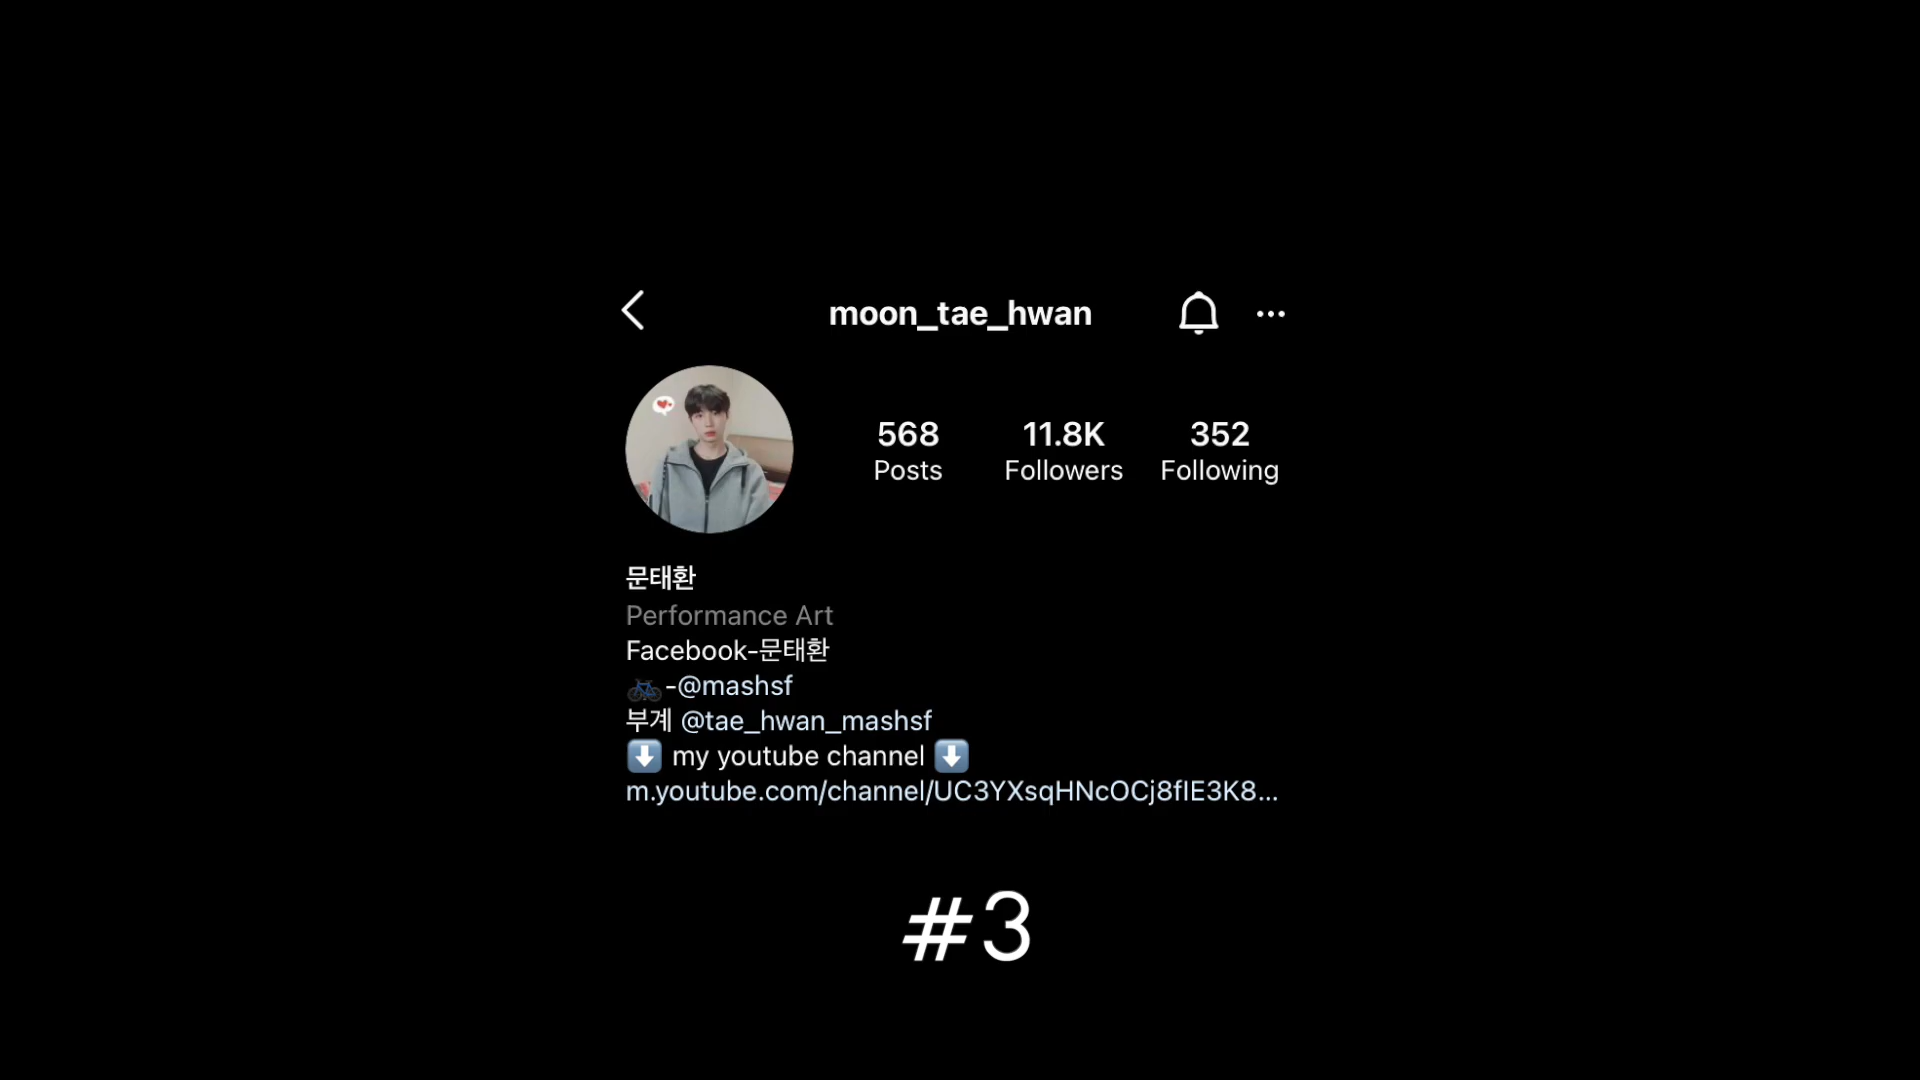 moon_tae_hwan
568 11.8K 352
Posts Followers Following
문태환
Performance Art
Facebook-문태환
🚲-@mashsf
부계 @tae_hwan_mashsf
⬇️ my youtube channel ⬇️
m.youtube.com/channel/UC3YXsqHNcOCj8fIE3K8...
#3